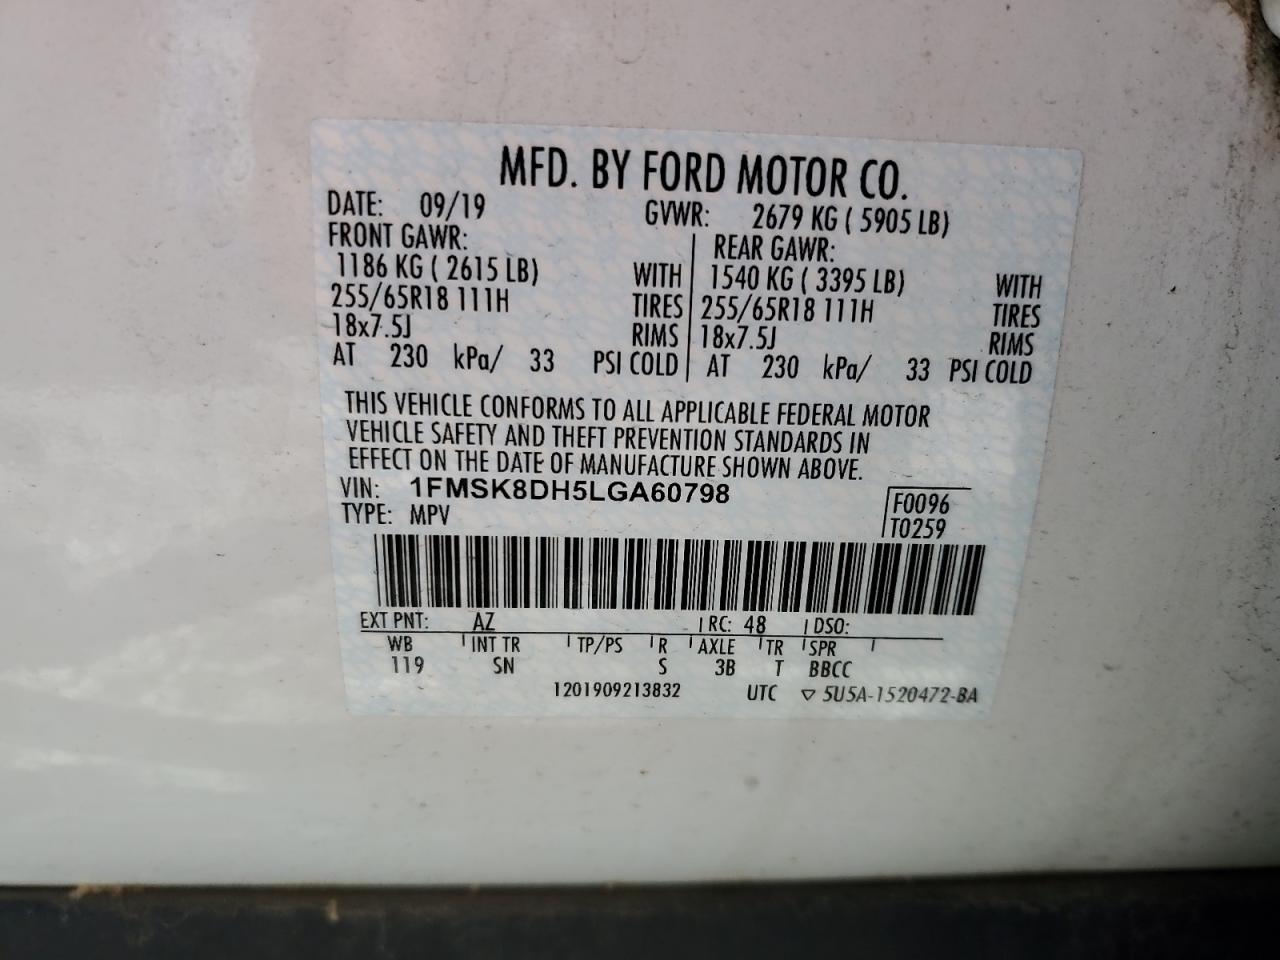 MFD. BY FORD MOTOR CO.
DATE: 09/19 GVWR: 2679 KG ( 5905 LB)
FRONT GAWR: REAR GAWR:
1186 KG ( 2615 LB) WITH 1540 KG ( 3395 LB) WITH
255/65R18 111H TIRES 255/65R18 111H TIRES
18x7.5J RIMS 18x7.5J RIMS
AT 230 kPa/ 33 PSI COLD AT 230 kPa/ 33 PSI COLD
THIS VEHICLE CONFORMS TO ALL APPLICABLE FEDERAL MOTOR
VEHICLE SAFETY AND THEFT PREVENTION STANDARDS IN
EFFECT ON THE DATE OF MANUFACTURE SHOWN ABOVE.
VIN: 1FMSK8DH5LGA60798 F0096
TYPE: MPV T0259
EXT PNT: AZ RC: 48 DSO:
WB INT TR TP/PS R AXLE TR SPR
119 SN S 3B T BBCC
1201909213832 UTC ▽ 5U5A-1520472-BA